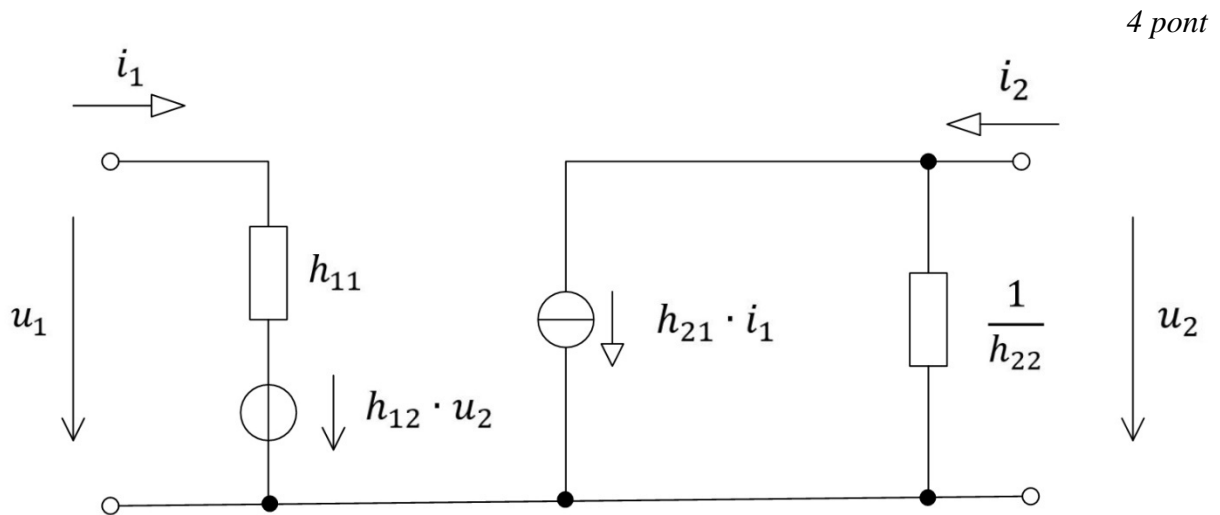 4 pont
i₁
i₂
u₁
h₁₁
h₁₂ · u₂
h₂₁ · i₁
1
h₂₂
u₂